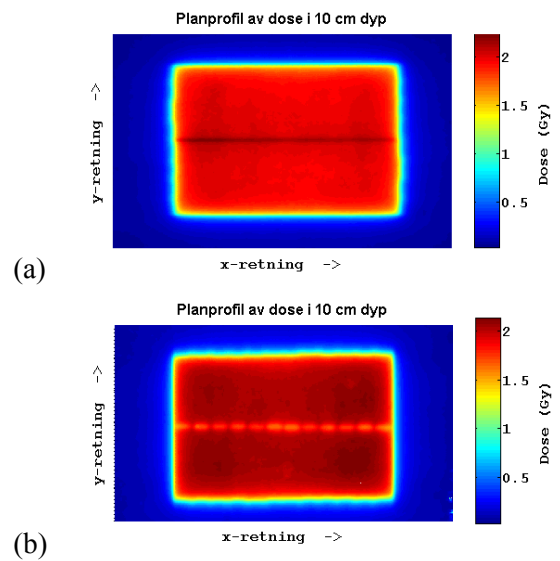 Planprofil av dose i 10 cm dyp
y-retning ->
2
1.5
1
0.5
Dose (Gy)
x-retning ->
(a)
Planprofil av dose i 10 cm dyp
y-retning ->
2
1.5
1
0.5
Dose (Gy)
x-retning ->
(b)